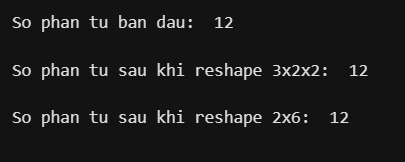 So phan tu ban dau:  12
So phan tu sau khi reshape 3x2x2:  12
So phan tu sau khi reshape 2x6:  12